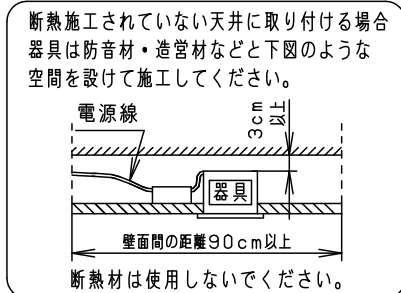 断熱施工されていない天井に取り付ける場合
器具は防音材・造営材などと下図のような
空間を設けて施工してください。
電源線
3cm
以上
器具
壁面間の距離90cm以上
断熱材は使用しないでください。